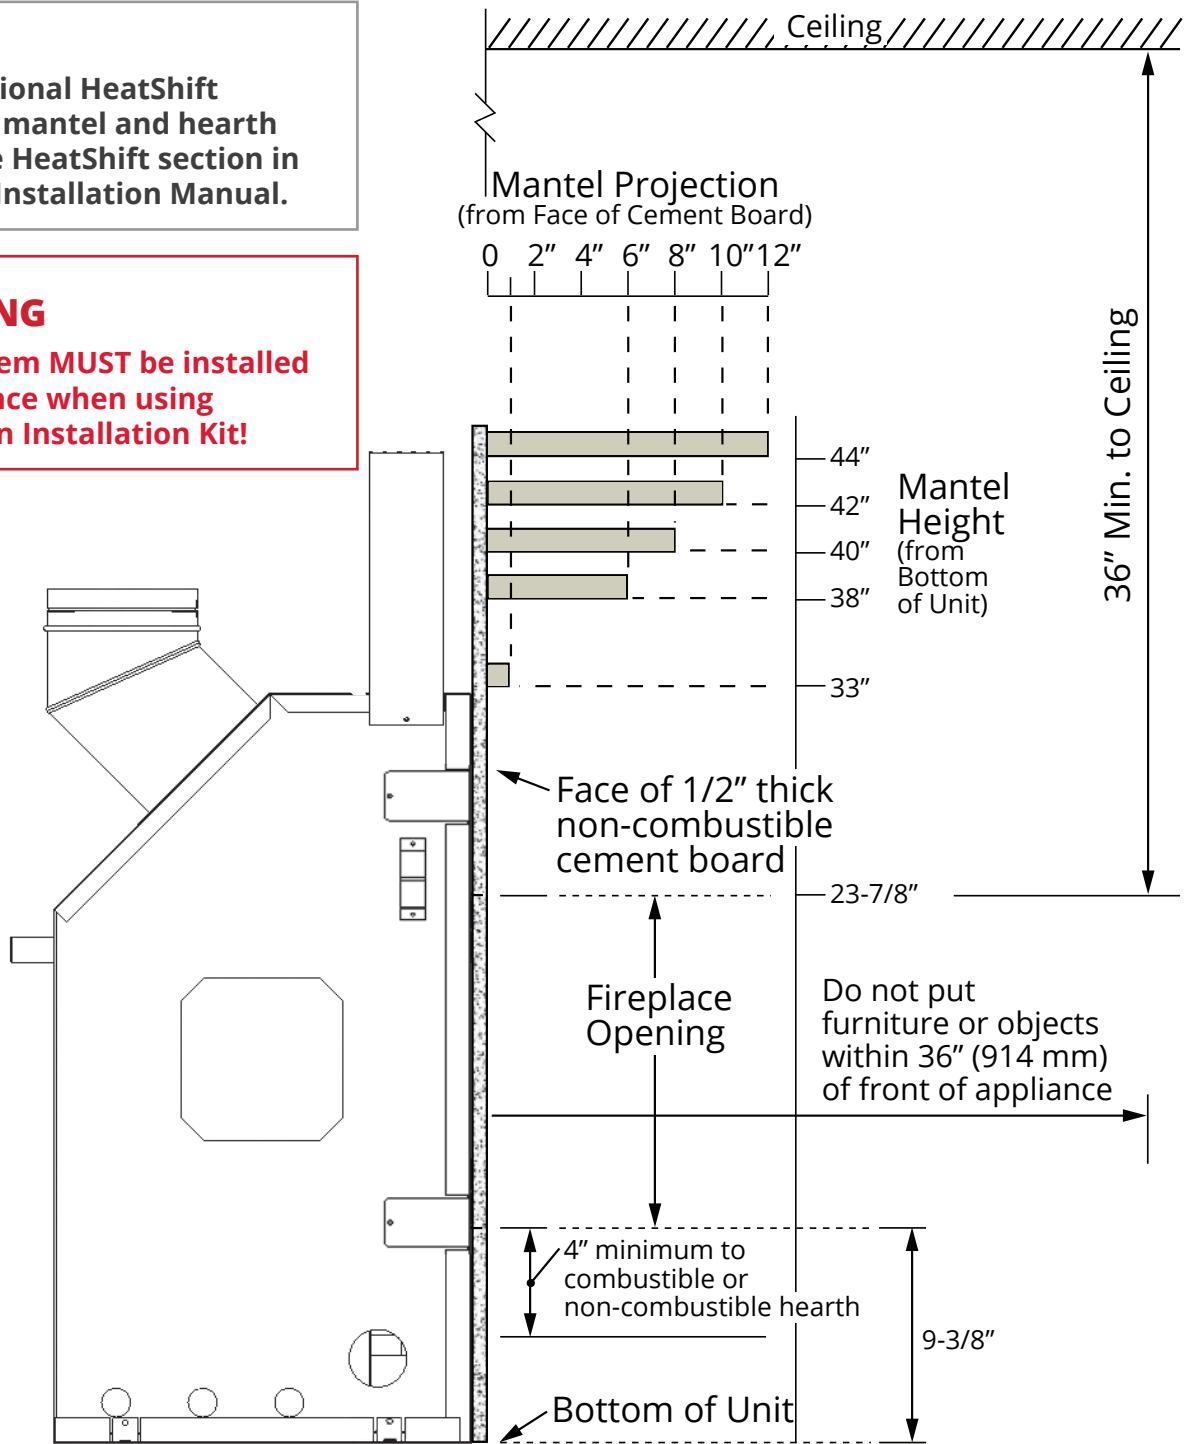 ional HeatShift
mantel and hearth
e HeatShift section in
Installation Manual.
NG
em MUST be installed
nce when using
n Installation Kit!
Ceiling
Mantel Projection
(from Face of Cement Board)
0 2” 4” 6” 8” 10” 12”
44”
42”
40”
38”
33”
Mantel
Height
(from
Bottom
of Unit)
36” Min. to Ceiling
Face of 1/2” thick
non-combustible
cement board
23-7/8”
Fireplace
Opening
Do not put
furniture or objects
within 36” (914 mm)
of front of appliance
4” minimum to
combustible or
non-combustible hearth
9-3/8”
Bottom of Unit